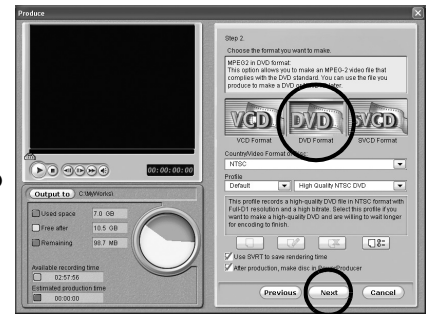 Produce
Step 2.
Choose the format you want to make.
MPEG2 in DVD format:
This option allows you to make an MPEG-2 video file that
complies with the DVD standard. You can use the file you
produce to make a DVD
VCD
DVD
SVCD
VCD Format
DVD Format
SVCD Format
Country/Video Format of
NTSC
Profile
Default
High Quality NTSC DVD
This profile records a high-quality DVD file in NTSC format with
Full-D1 resolution and a high bitrate. Select this profile if you
want to make a high-quality DVD and are willing to wait longer
for encoding to finish.
Use SVRT to save rendering time
After production, make disc in PowerProducer
Previous
Next
Cancel
00:00:00:00
Output to
C:\MyWorks\
Used space
7.0 GB
Free after
10.5 GB
Remaining
98.7 MB
Available recording time
02:57:56
Estimated production time
00:00:00